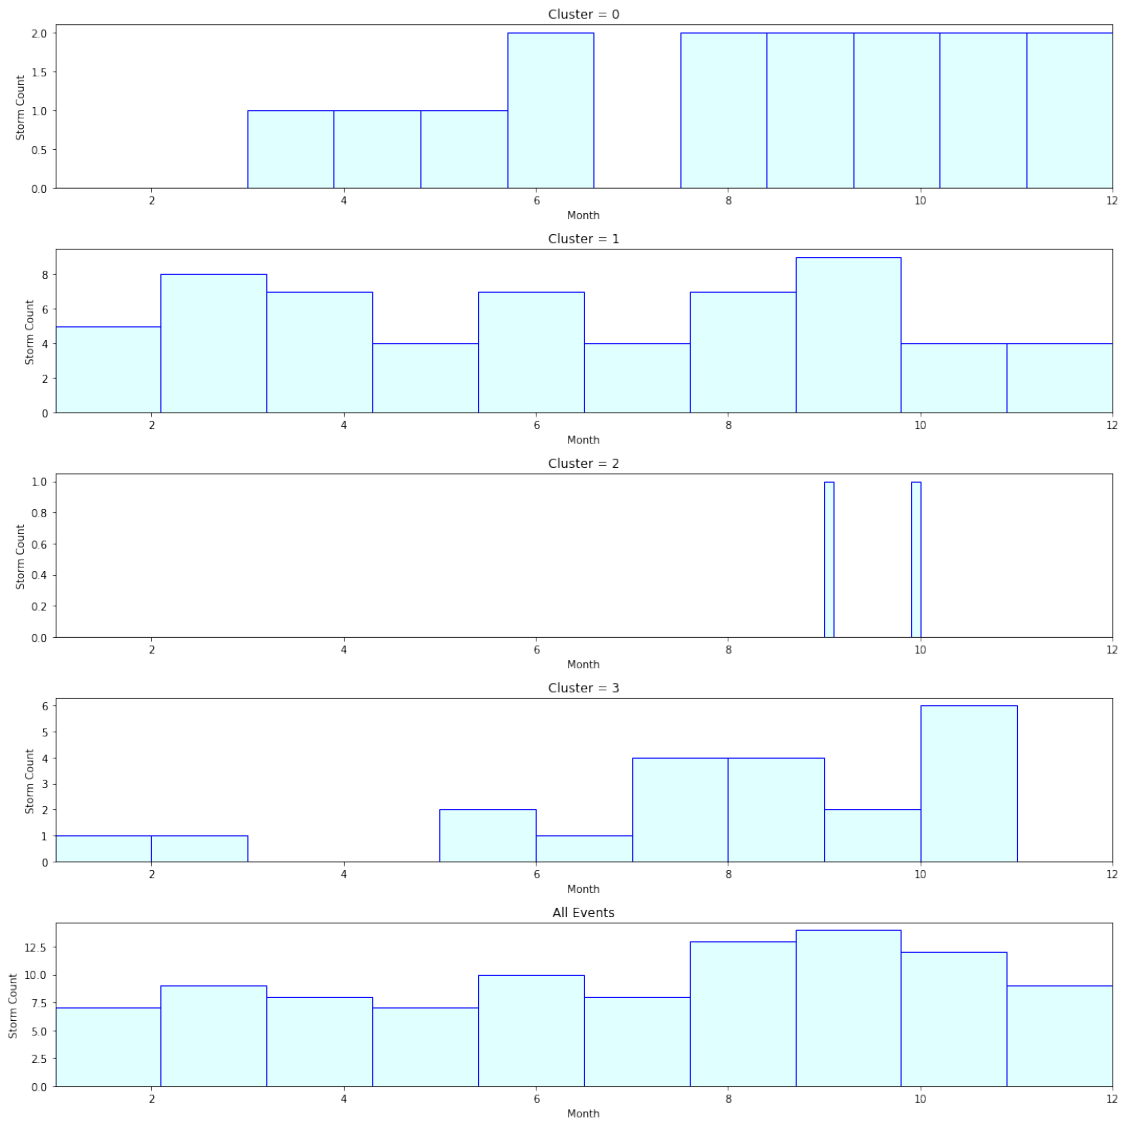 Cluster = 0
2.0
1.5
1.0
0.5
0.0
Storm Count
2 4 6 8 10 12
Month
Cluster = 1
8
6
4
2
0
Storm Count
2 4 6 8 10 12
Month
Cluster = 2
1.0
0.8
0.6
0.4
0.2
0.0
Storm Count
2 4 6 8 10 12
Month
Cluster = 3
6
5
4
3
2
1
0
Storm Count
2 4 6 8 10 12
Month
All Events
12.5
10.0
7.5
5.0
2.5
0.0
Storm Count
2 4 6 8 10 12
Month